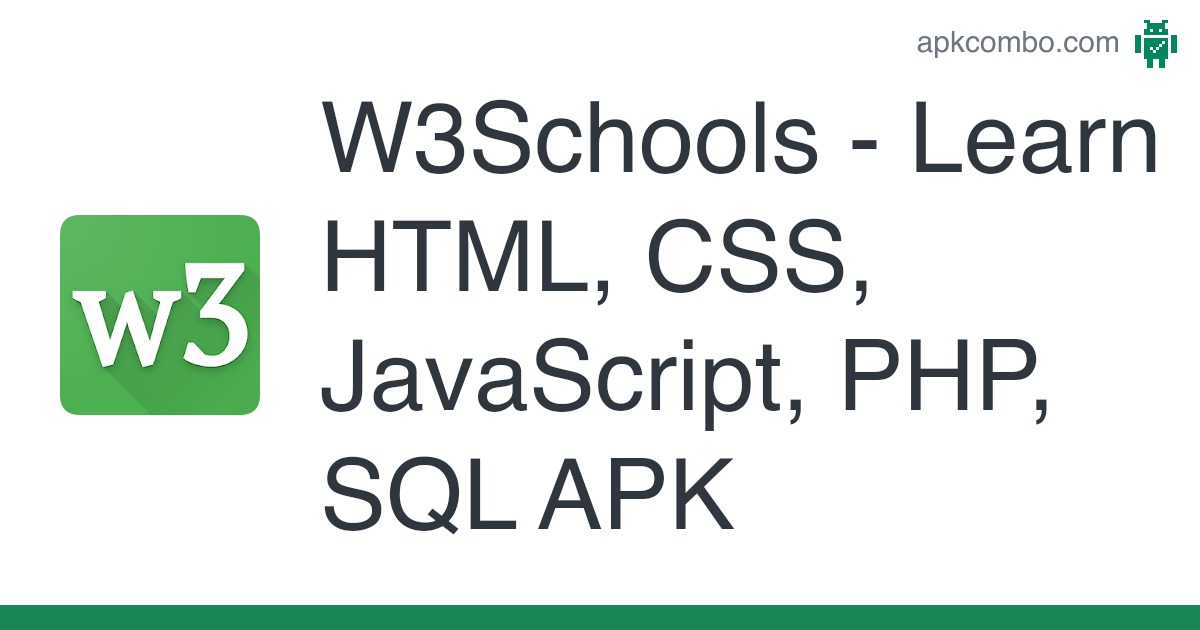 apkcombo.com
W3Schools - Learn
HTML, CSS,
JavaScript, PHP,
SQL APK
w3